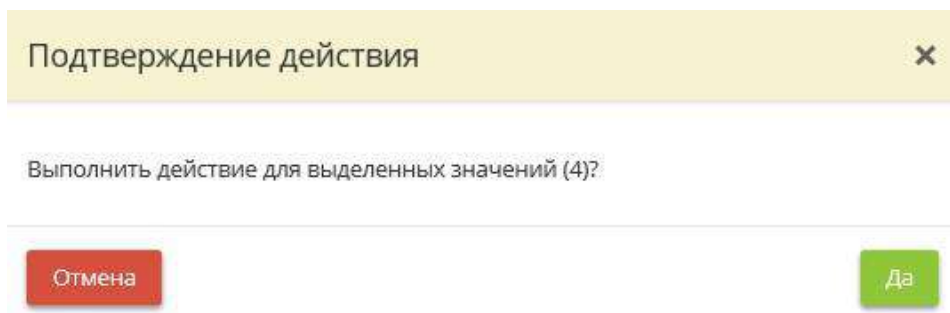 Подтверждение действия
Выполнить действие для выделенных значений (4)?
Отмена
Да